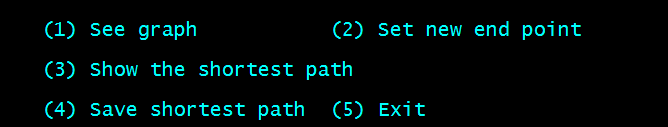 (1) See graph (2) Set new end point
(3) Show the shortest path
(4) Save shortest path (5) Exit